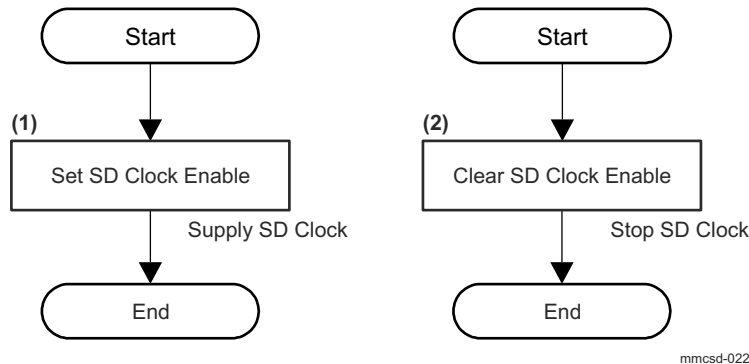 Start
(1)
Set SD Clock Enable
Supply SD Clock
End
Start
(2)
Clear SD Clock Enable
Stop SD Clock
End
mmcsd-022